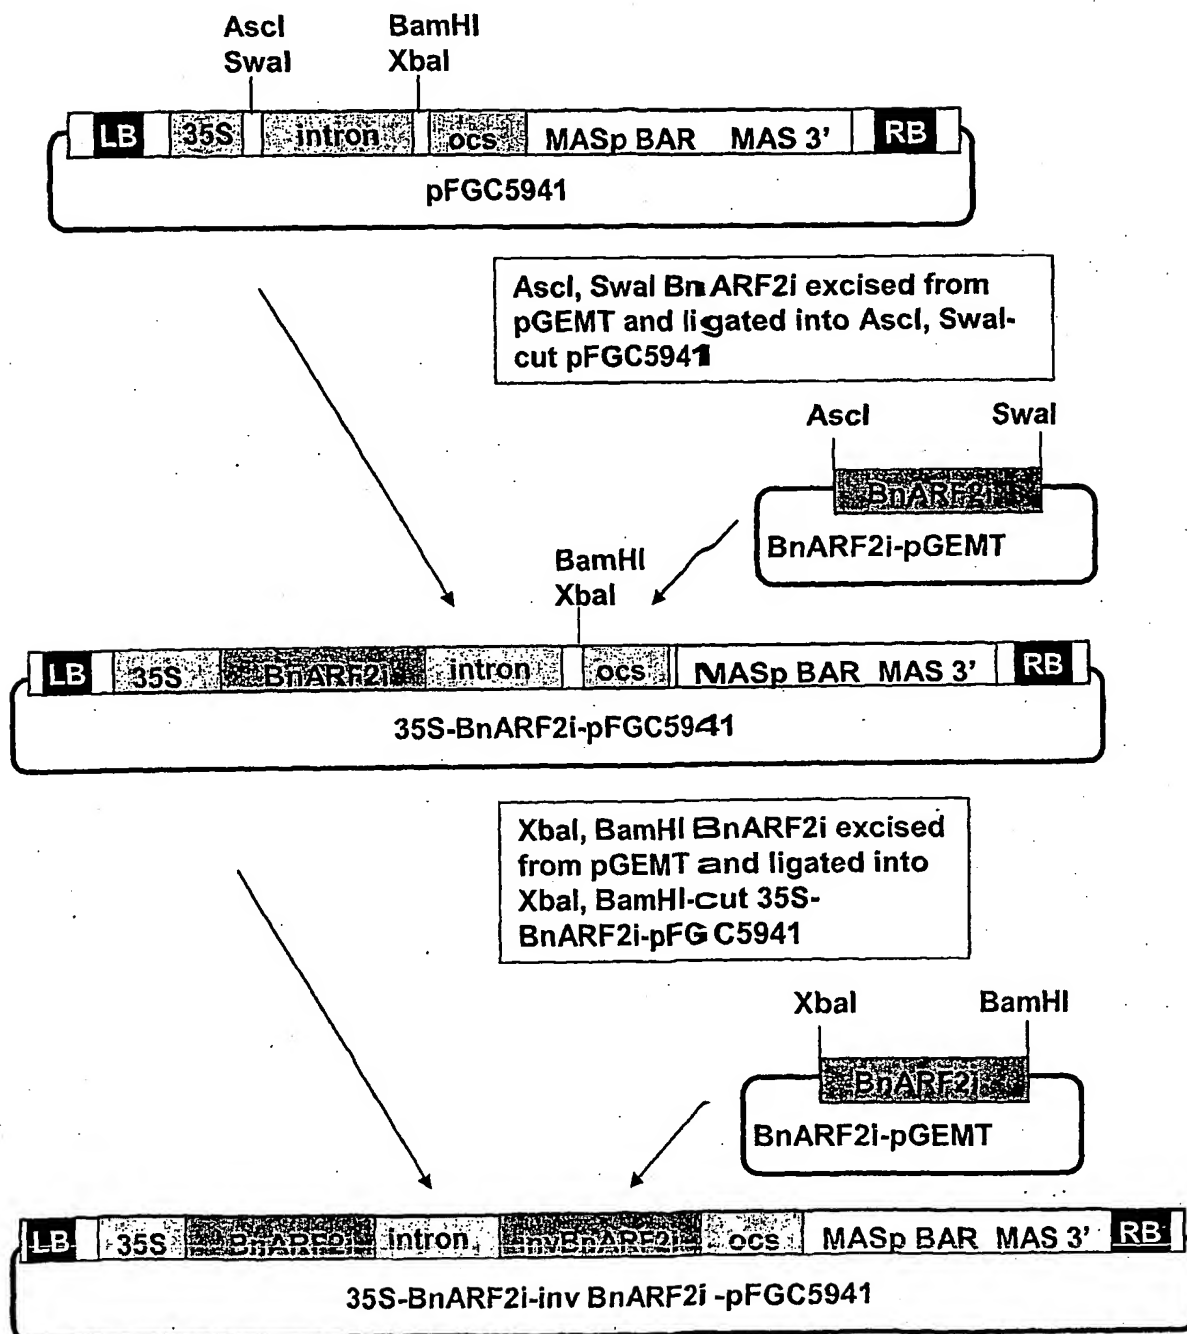 AscI BamHI
SwaI XbaI
LB 35S intron ocs MASp BAR MAS 3' RB
pFGC5941
AscI, SwaI BnARF2i excised from
pGEMT and ligated into AscI, SwaI-
cut pFGC5941
AscI SwaI
BnARF2i
BnARF2i-pGEMT
BamHI
XbaI
LB 35S BnARF2i intron ocs MASp BAR MAS 3' RB
35S-BnARF2i-pFGC5941
XbaI, BamHI BnARF2i excised
from pGEMT and ligated into
XbaI, BamHI-cut 35S-
BnARF2i-pFGC5941
XbaI BamHI
BnARF2i
BnARF2i-pGEMT
LB 35S BnARF2i intron invBnARF2i ocs MASp BAR MAS 3' RB
35S-BnARF2i-inv BnARF2i -pFGC5941